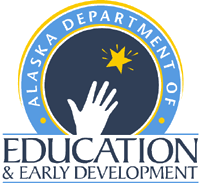 ALASKA DEPARTMENT OF
EDUCATION
& EARLY DEVELOPMENT